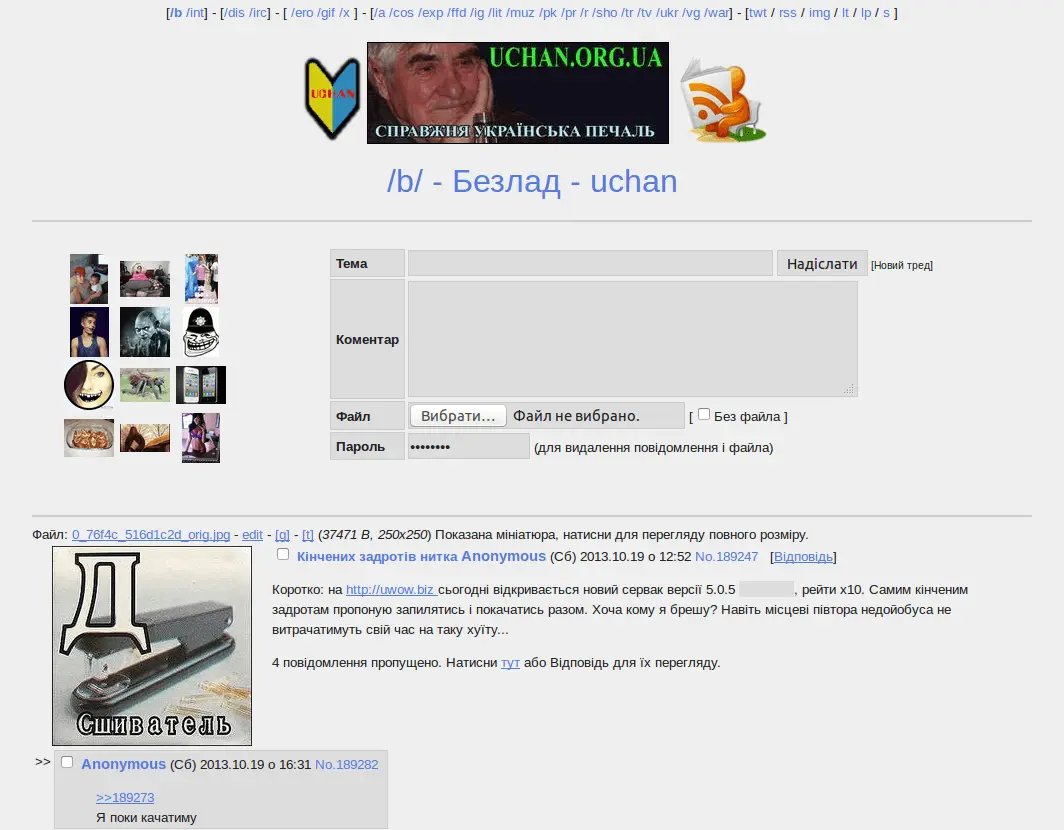 [/b /int] - [/dis /irc] - [ /ero /gif /x ] - [/a /cos /exp /ffd /ig /lit /muz /pk /pr /r /sho /tr /tv /ukr /vg /war] - [twt / rss / img / lt / lp / s ]
UCHAN
UCHAN.ORG.UA
СПРАВЖНЯ УКРАЇНСЬКА ПЕЧАЛЬ
/b/ - Безлад - uchan
Тема
Надіслати [Новий тред]
Коментар
Файл Вибрати... Файл не вибрано. [ Без файла ]
Пароль •••••••• (для видалення повідомлення і файла)
Файл: 0_76f4c_516d1c2d_orig.jpg - edit - [g] - [t] (37471 B, 250x250) Показана мініатюра, натисни для перегляду повного розміру.
Кінчених задротів нитка Anonymous (Сб) 2013.10.19 о 12:52 No.189247 [Відповідь]
Коротко: на http://uwow.biz сьогодні відкривається новий сервак версії 5.0.5 , рейти х10. Самим кінченим
задротам пропоную запилятись і покачатись разом. Хоча кому я брешу? Навіть місцеві півтора недойобуса не
витрачатимуть свій час на таку хуїту...
4 повідомлення пропущено. Натисни тут або Відповідь для їх перегляду.
Д
Сшиватель
>> Anonymous (Сб) 2013.10.19 о 16:31 No.189282
>>189273
Я поки качатиму